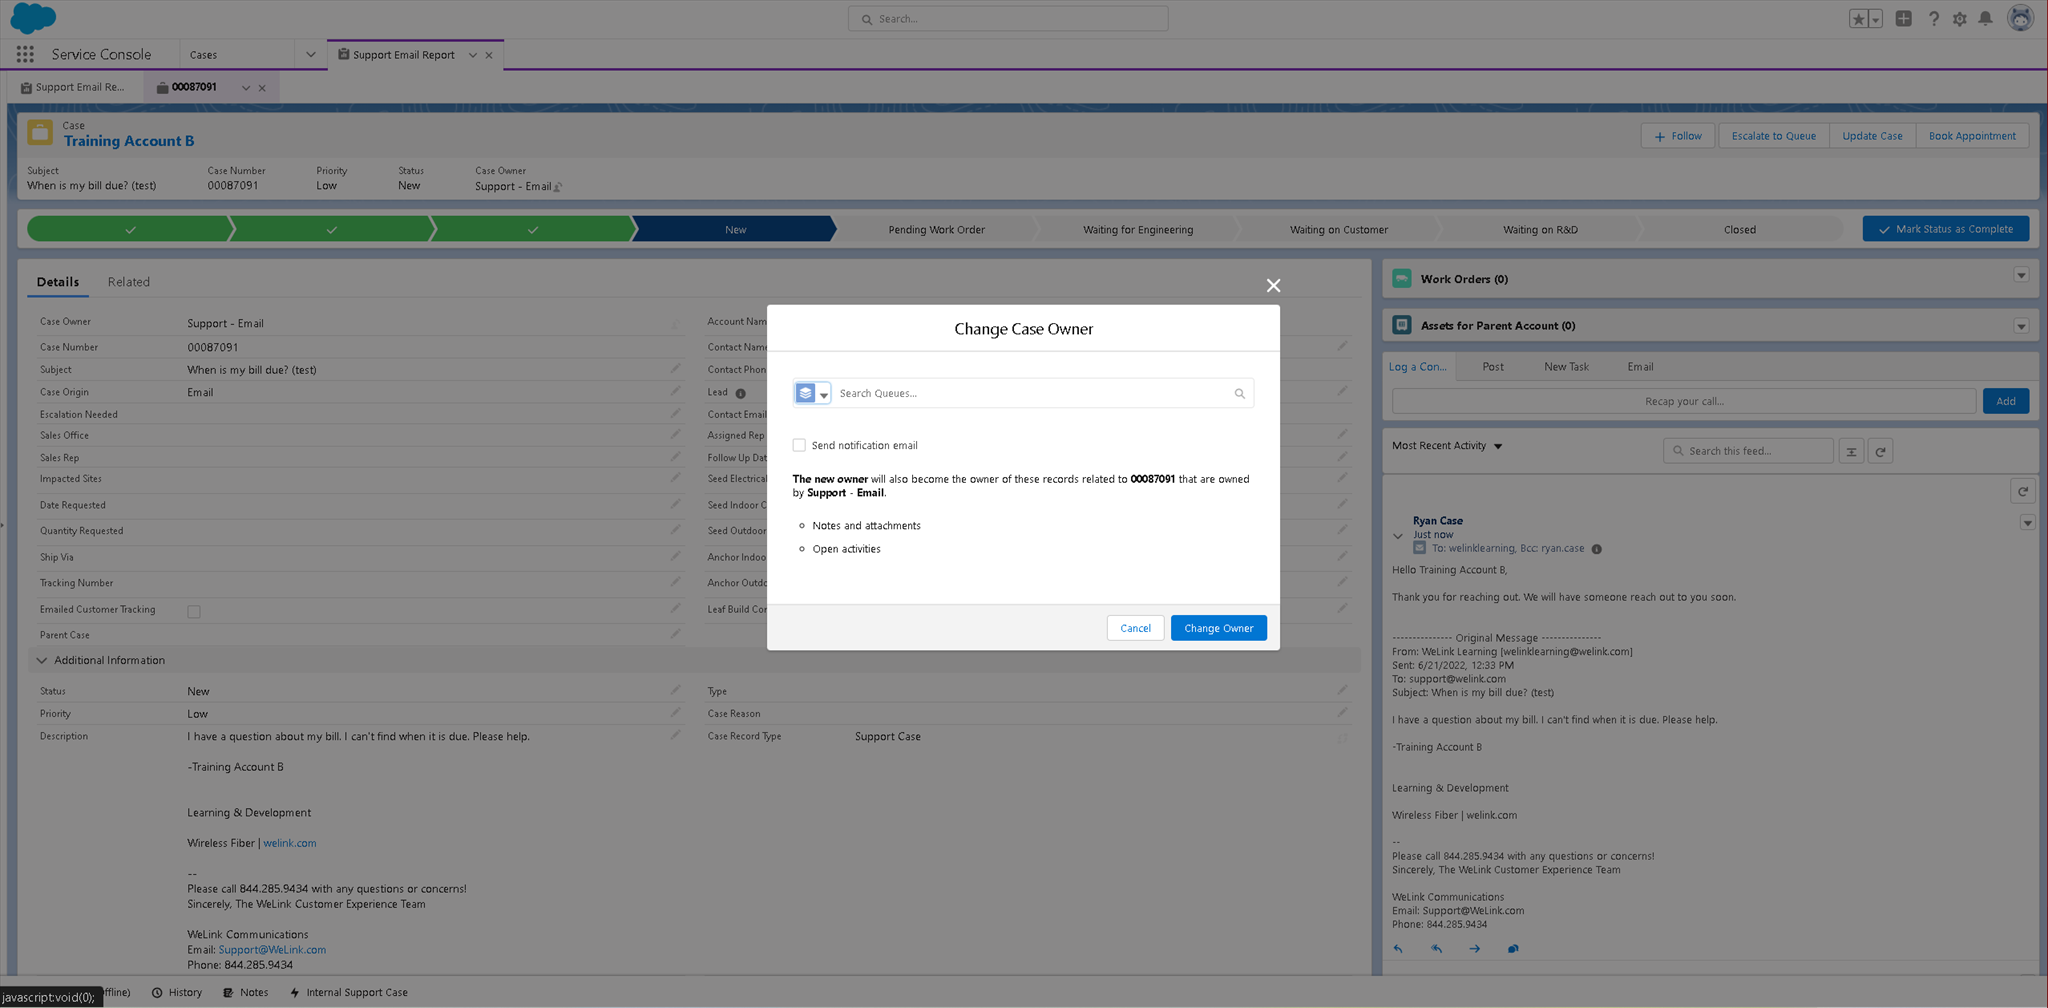 Search...
Service Console
Cases
Support Email Report
Support Email Re...
00087091
Case
Training Account B
Follow
Escalate to Queue
Update Case
Book Appointment
Subject
When is my bill due? (test)
Case Number
00087091
Priority
Low
Status
New
Case Owner
Support - Email
New
Pending Work Order
Waiting for Engineering
Waiting on Customer
Waiting on R&D
Closed
Mark Status as Complete
Details
Related
Case Owner
Support - Email
Case Number
00087091
Subject
When is my bill due? (test)
Case Origin
Email
Escalation Needed
Sales Office
Sales Rep
Impacted Sites
Date Requested
Quantity Requested
Ship Via
Tracking Number
Emailed Customer Tracking
Parent Case
Account Nam
Contact Name
Contact Phon
Lead
Contact Email
Assigned Rep
Follow Up Dat
Seed Electrical
Seed Indoor C
Seed Outdoor
Anchor Indoo
Anchor Outdo
Leaf Build Cor
Change Case Owner
Search Queues...
Send notification email
The new owner will also become the owner of these records related to 00087091 that are owned
by Support - Email.
Notes and attachments
Open activities
Cancel
Change Owner
Additional Information
Status
New
Priority
Low
Description
I have a question about my bill. I can't find when it is due. Please help.
-Training Account B
Learning & Development
Wireless Fiber | welink.com
--
Please call 844.285.9434 with any questions or concerns!
Sincerely, The WeLink Customer Experience Team
WeLink Communications
Email: Support@WeLink.com
Phone: 844.285.9434
Type
Case Reason
Case Record Type
Support Case
Work Orders (0)
Assets for Parent Account (0)
Log a Con...
Post
New Task
Email
Recap your call...
Add
Most Recent Activity
Search this feed...
Ryan Case
Just now
To: welinklearning, Bcc: ryan.case
Hello Training Account B,
Thank you for reaching out. We will have someone reach out to you soon.
--------------- Original Message ---------------
From: WeLink Learning [welinklearning@welink.com]
Sent: 6/21/2022, 12:33 PM
To: support@welink.com
Subject: When is my bill due? (test)
I have a question about my bill. I can't find when it is due. Please help.
-Training Account B
Learning & Development
Wireless Fiber | welink.com
--
Please call 844.285.9434 with any questions or concerns!
Sincerely, The WeLink Customer Experience Team
WeLink Communications
Email: Support@WeLink.com
Phone: 844.285.9434
javascript:void(0);
ffline)
History
Notes
Internal Support Case